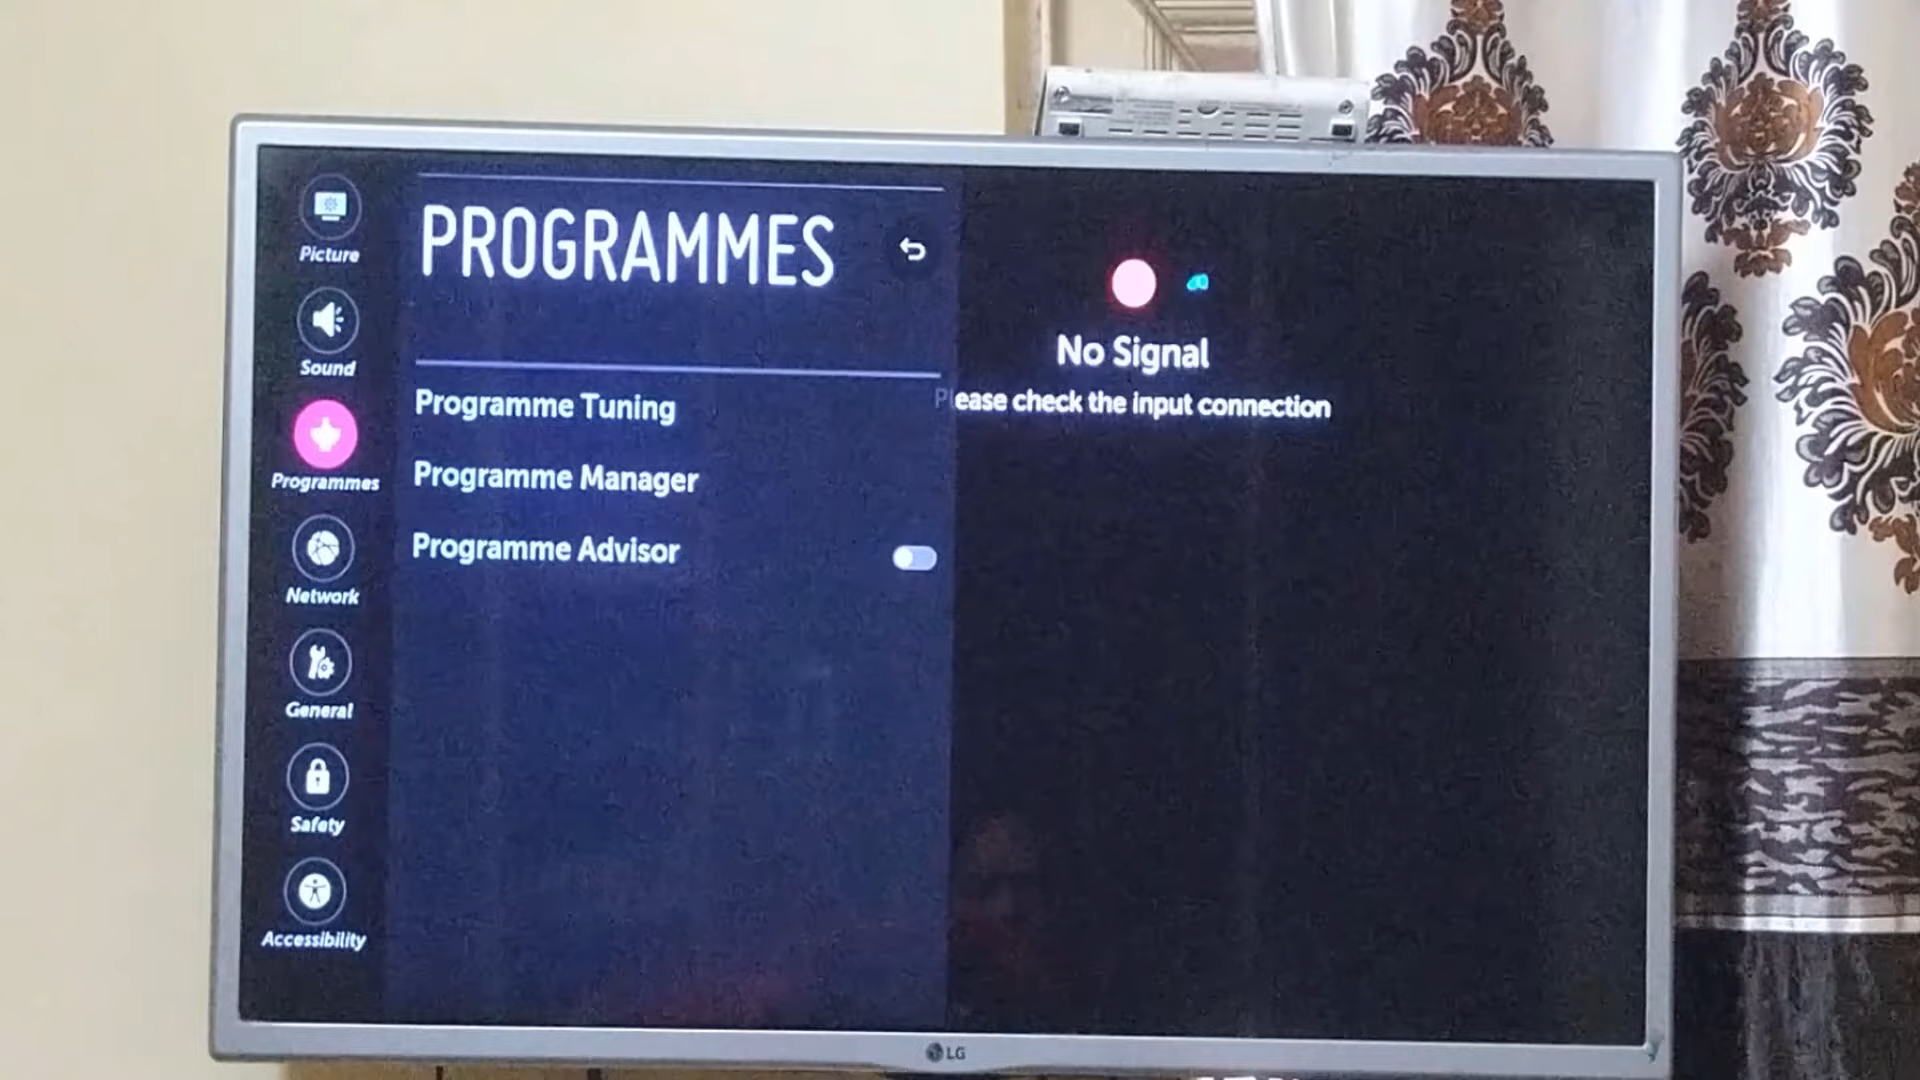 Picture
Sound
Programmes
Network
General
Safety
Accessibility
PROGRAMMES
Programme Tuning
Programme Manager
Programme Advisor
No Signal
Please check the input connection
LG